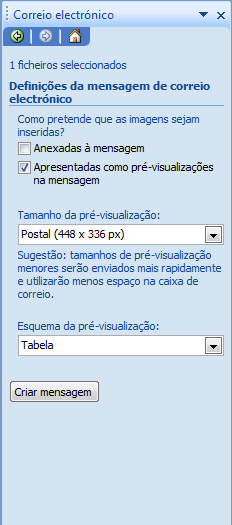 Correio electrónico
1 ficheiros seleccionados
Definições da mensagem de correio
electrónico
Como pretende que as imagens sejam
inseridas?
Anexadas à mensagem
Apresentadas como pré-visualizações
na mensagem
Tamanho da pré-visualização:
Postal (448 x 336 px)
Sugestão: tamanhos de pré-visualização
menores serão enviados mais rapidamente
e utilizarão menos espaço na caixa de
correio.
Esquema da pré-visualização:
Tabela
Criar mensagem